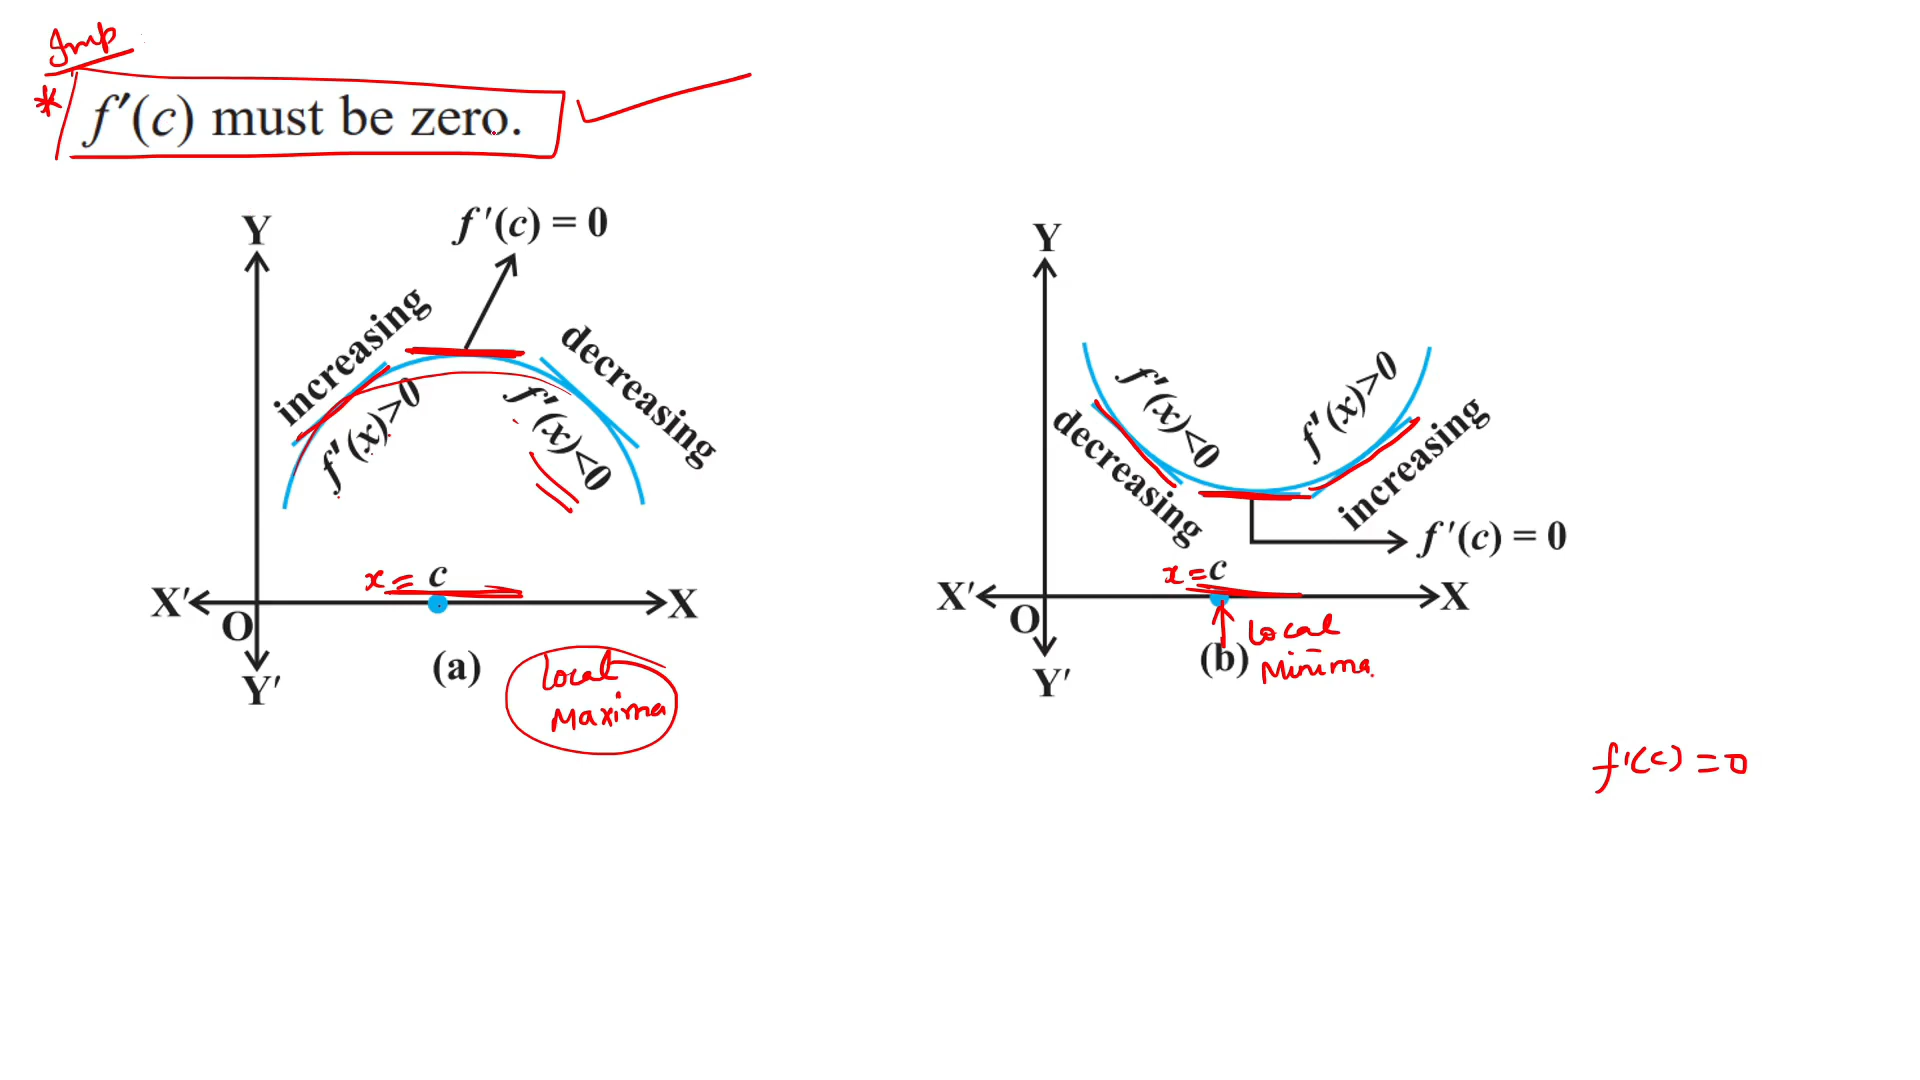 Imp
* f′(c) must be zero.
f′(c) = 0
Y
increasing
decreasing
f′(x)>0
f′(x)<0
x = c
X′
X
O
Y′
(a)
Local
Maxima
Y
f′(x)<0
f′(x)>0
decreasing
increasing
f′(c) = 0
x = c
X′
X
O
Y′
(b)
Local
Minima.
f'(c) = 0